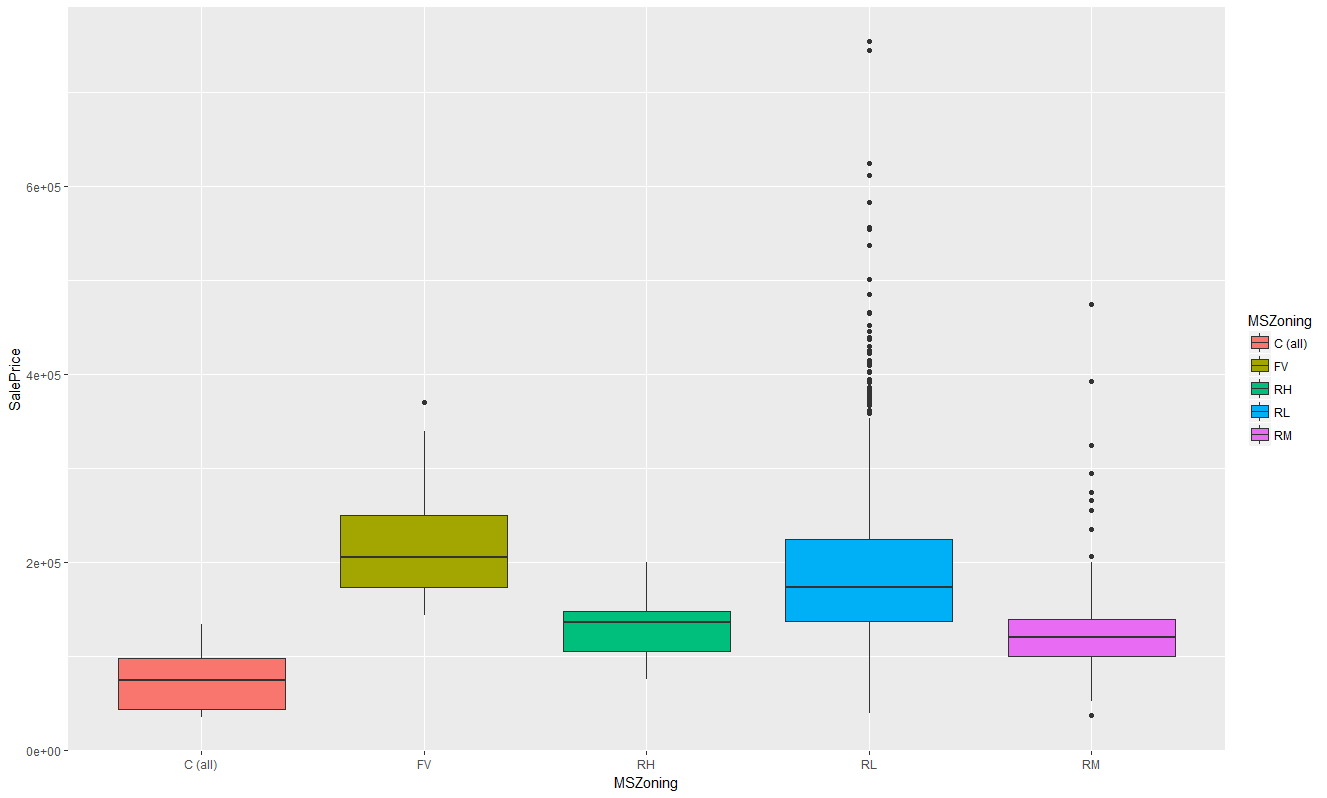 6e+05
4e+05
2e+05
0e+00
SalePrice
C (all)
FV
RH
RL
RM
MSZoning
MSZoning
C (all)
FV
RH
RL
RM